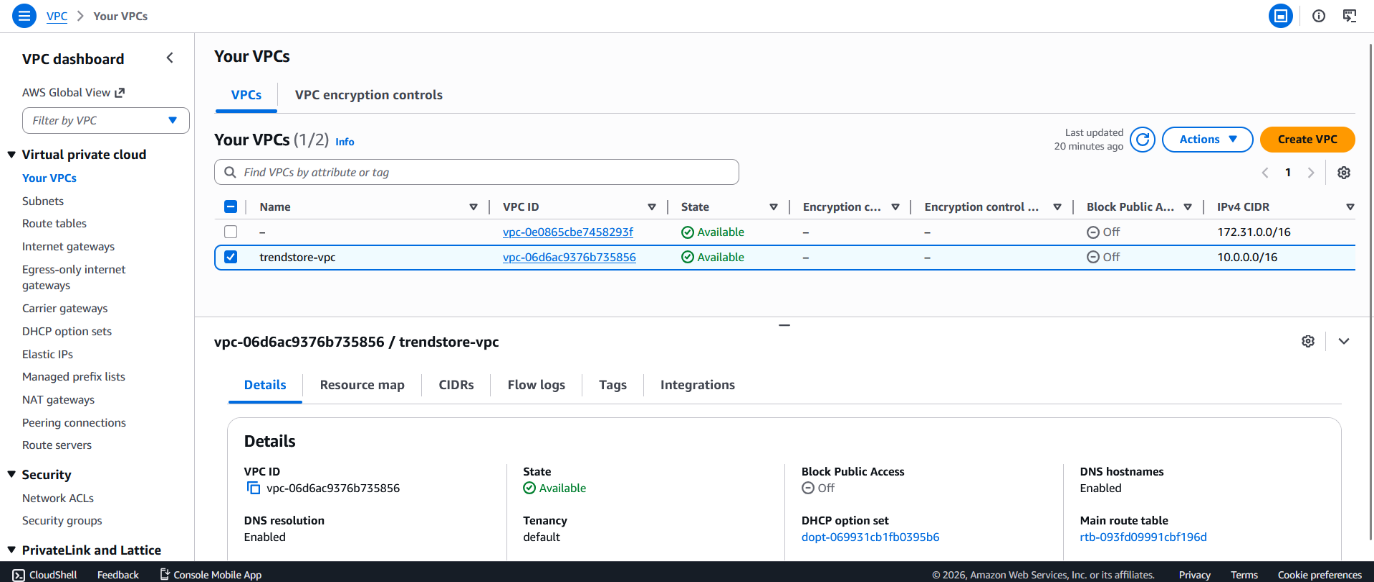 VPC > Your VPCs
VPC dashboard
AWS Global View
Filter by VPC
Virtual private cloud
Your VPCs
Subnets
Route tables
Internet gateways
Egress-only internet
gateways
Carrier gateways
DHCP option sets
Elastic IPs
Managed prefix lists
NAT gateways
Peering connections
Route servers
Security
Network ACLs
Security groups
PrivateLink and Lattice
Your VPCs
VPCs VPC encryption controls
Your VPCs (1/2) Info
Last updated
20 minutes ago
Actions
Create VPC
Find VPCs by attribute or tag
1
Name VPC ID State Encryption c... Encryption control ... Block Public A... IPv4 CIDR
– vpc-0e0865cbe7458293f Available – – Off 172.31.0.0/16
trendstore-vpc vpc-06d6ac9376b735856 Available – – Off 10.0.0.0/16
vpc-06d6ac9376b735856 / trendstore-vpc
Details Resource map CIDRs Flow logs Tags Integrations
Details
VPC ID
vpc-06d6ac9376b735856
State
Available
Block Public Access
Off
DNS hostnames
Enabled
DNS resolution
Enabled
Tenancy
default
DHCP option set
dopt-069931cb1fb0395b6
Main route table
rtb-093fd09991cbf196d
CloudShell Feedback Console Mobile App © 2026, Amazon Web Services, Inc. or its affiliates. Privacy Terms Cookie preferences